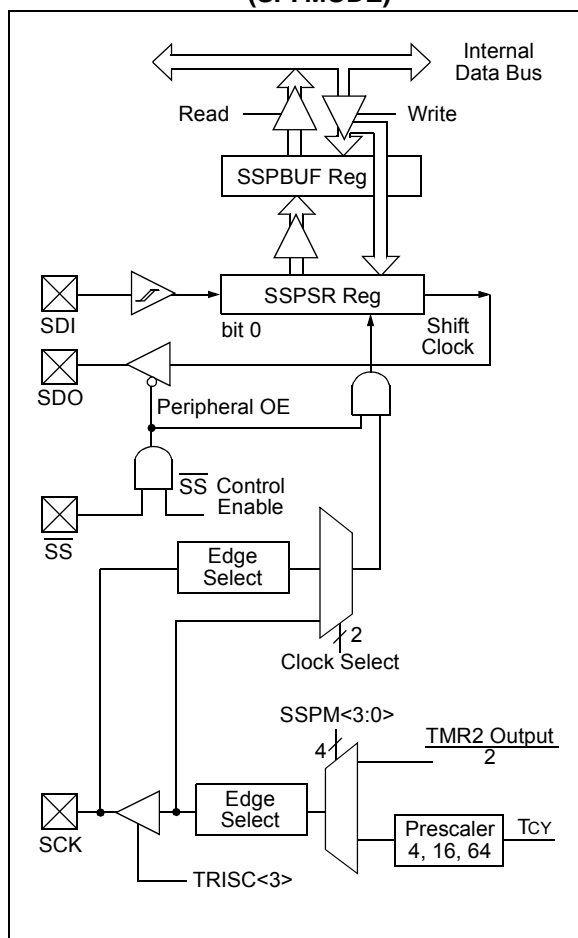 Internal
Data Bus
Read
Write
SSPBUF Reg
SSPSR Reg
SDI
bit 0
Shift
Clock
SDO
Peripheral OE
SS Control
Enable
SS
Edge
Select
2
Clock Select
SSPM<3:0>
4
TMR2 Output
2
Edge
Select
Prescaler
4, 16, 64
TCY
SCK
TRISC<3>